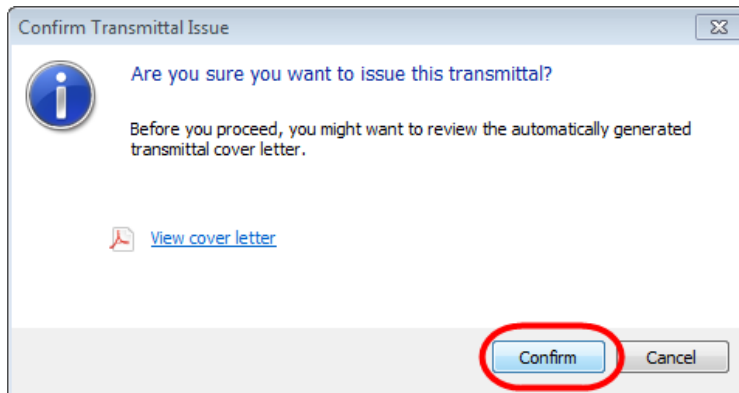 Confirm Transmittal Issue
Are you sure you want to issue this transmittal?
Before you proceed, you might want to review the automatically generated
transmittal cover letter.
View cover letter
Confirm
Cancel